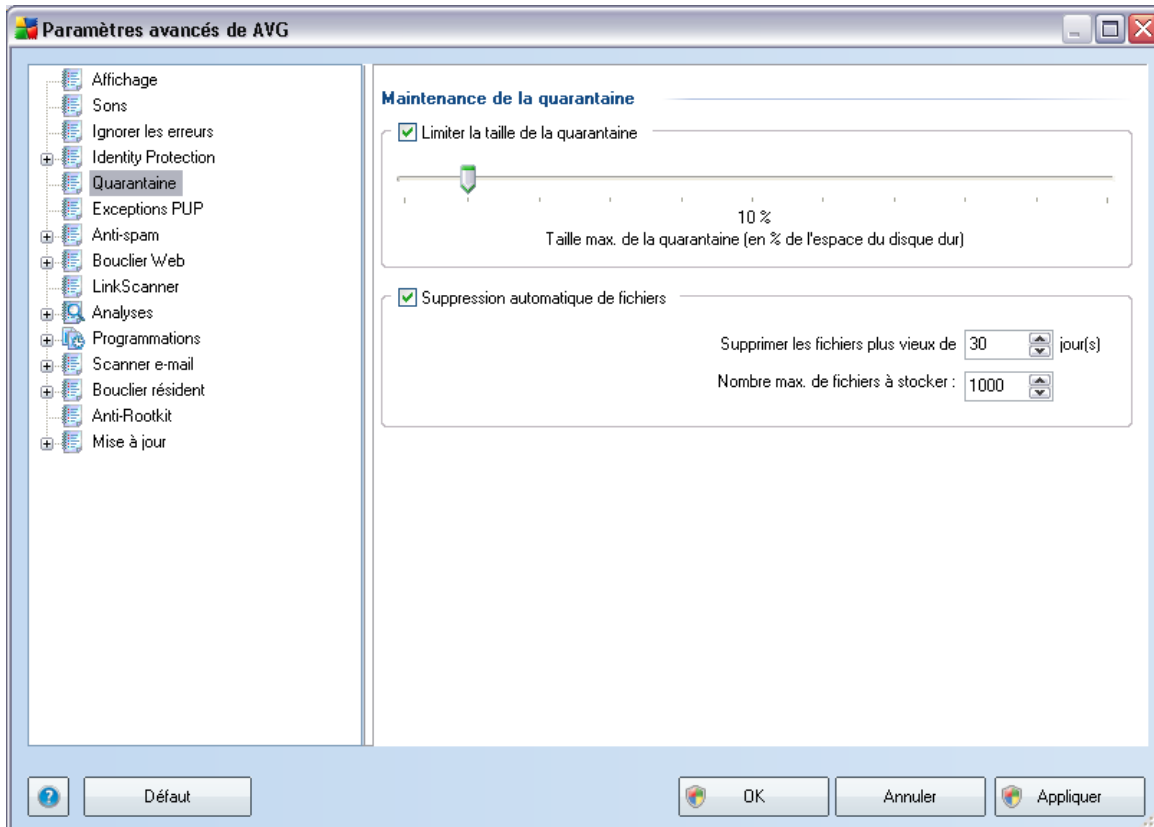 Paramètres avancés de AVG
Affichage
Sons
Ignorer les erreurs
Identity Protection
Quarantaine
Exceptions PUP
Anti-spam
Bouclier Web
LinkScanner
Analyses
Programmations
Scanner e-mail
Bouclier résident
Anti-Rootkit
Mise à jour
Maintenance de la quarantaine
Limiter la taille de la quarantaine
10 %
Taille max. de la quarantaine (en % de l'espace du disque dur)
Suppression automatique de fichiers
Supprimer les fichiers plus vieux de 30 jour(s)
Nombre max. de fichiers à stocker : 1000
Défaut
OK
Annuler
Appliquer